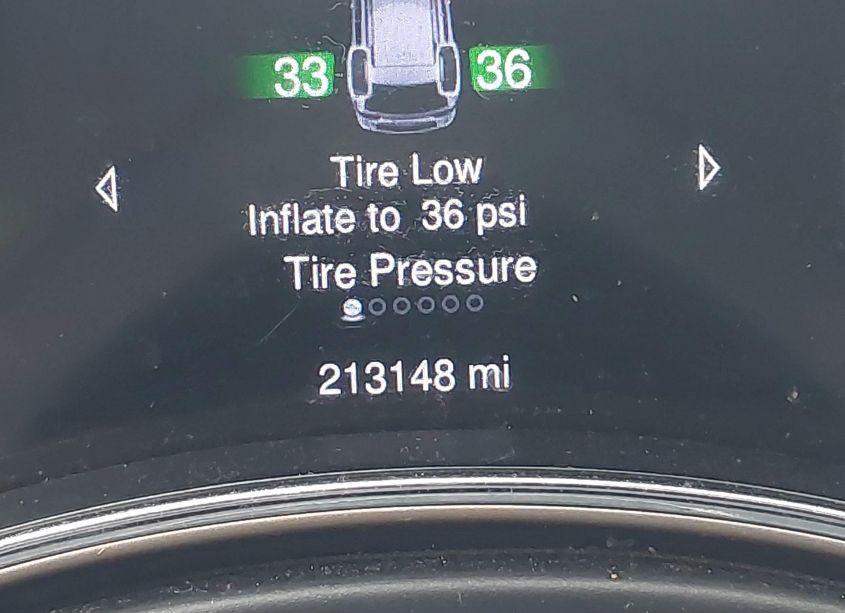 33 36
Tire Low
Inflate to 36 psi
Tire Pressure
213148 mi